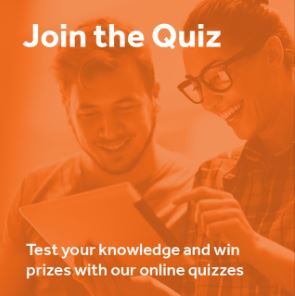 Join the Quiz
Test your knowledge and win
prizes with our online quizzes